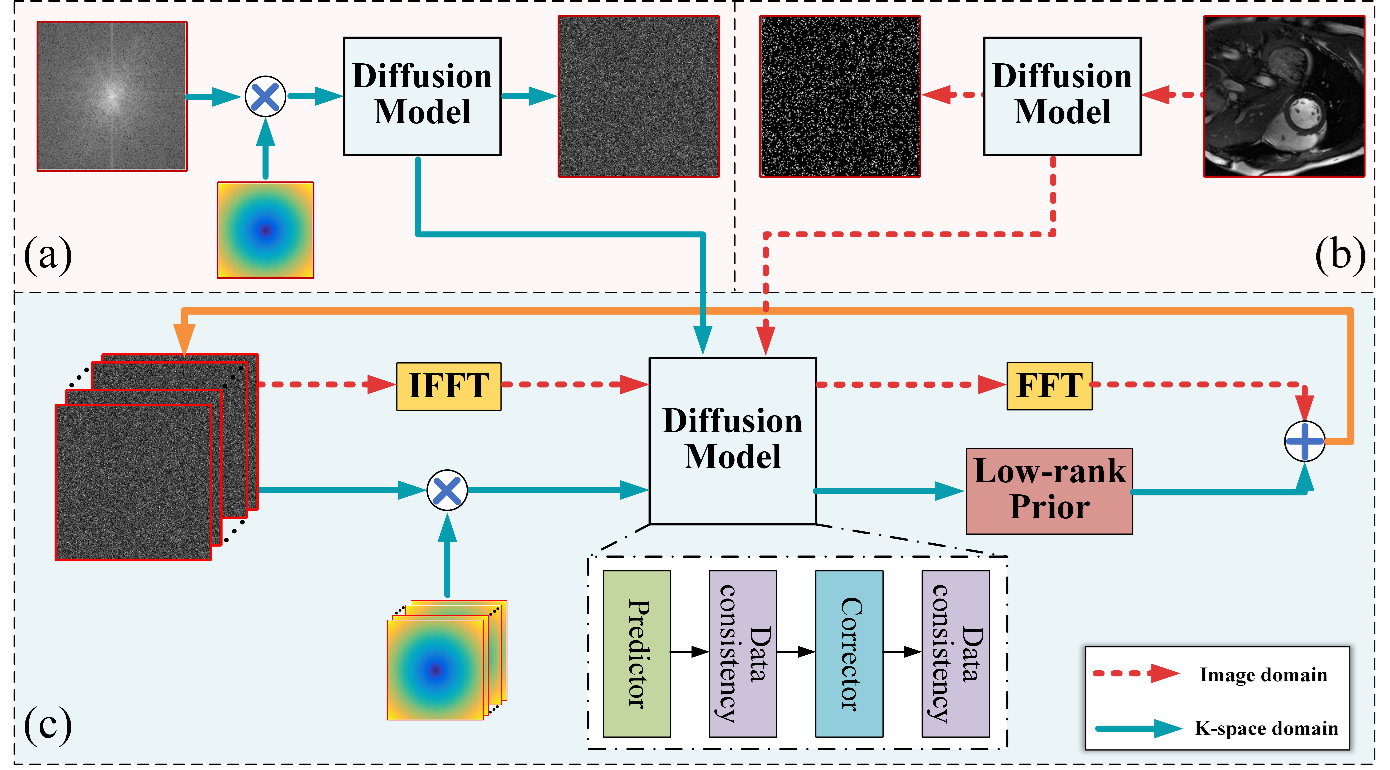 Diffusion
Model
Diffusion
Model
(a)
(b)
IFFT
Diffusion
Model
FFT
Low-rank
Prior
Predictor
Data
consistency
Corrector
Data
consistency
Image domain
K-space domain
(c)